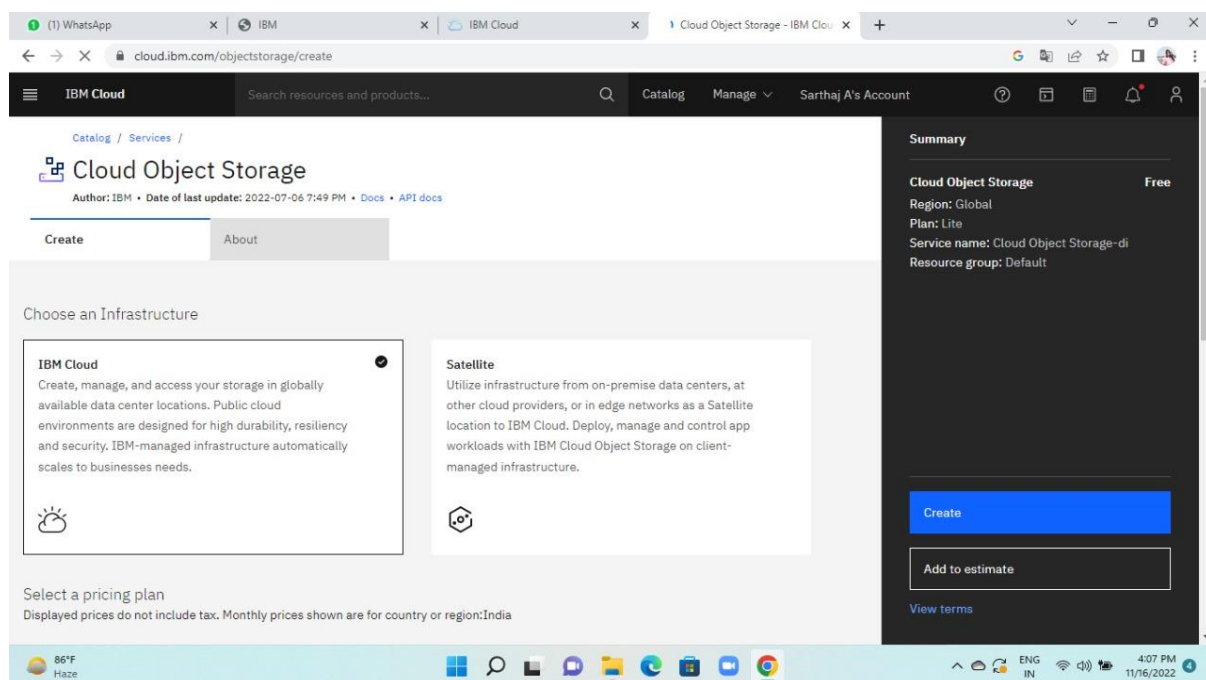 (1) WhatsApp
IBM
IBM Cloud
Cloud Object Storage - IBM Clou
cloud.ibm.com/objectstorage/create
IBM Cloud
Search resources and products...
Catalog
Manage
Sarthaj A's Account
Catalog / Services /
Cloud Object Storage
Author: IBM • Date of last update: 2022-07-06 7:49 PM • Docs • API docs
Create
About
Choose an Infrastructure
IBM Cloud
Create, manage, and access your storage in globally
available data center locations. Public cloud
environments are designed for high durability, resiliency
and security. IBM-managed infrastructure automatically
scales to businesses needs.
Satellite
Utilize infrastructure from on-premise data centers, at
other cloud providers, or in edge networks as a Satellite
location to IBM Cloud. Deploy, manage and control app
workloads with IBM Cloud Object Storage on client-
managed infrastructure.
Select a pricing plan
Displayed prices do not include tax. Monthly prices shown are for country or region:India
Summary
Cloud Object Storage Free
Region: Global
Plan: Lite
Service name: Cloud Object Storage-di
Resource group: Default
Create
Add to estimate
View terms
86°F
Haze
ENG
IN
4:07 PM
11/16/2022
4